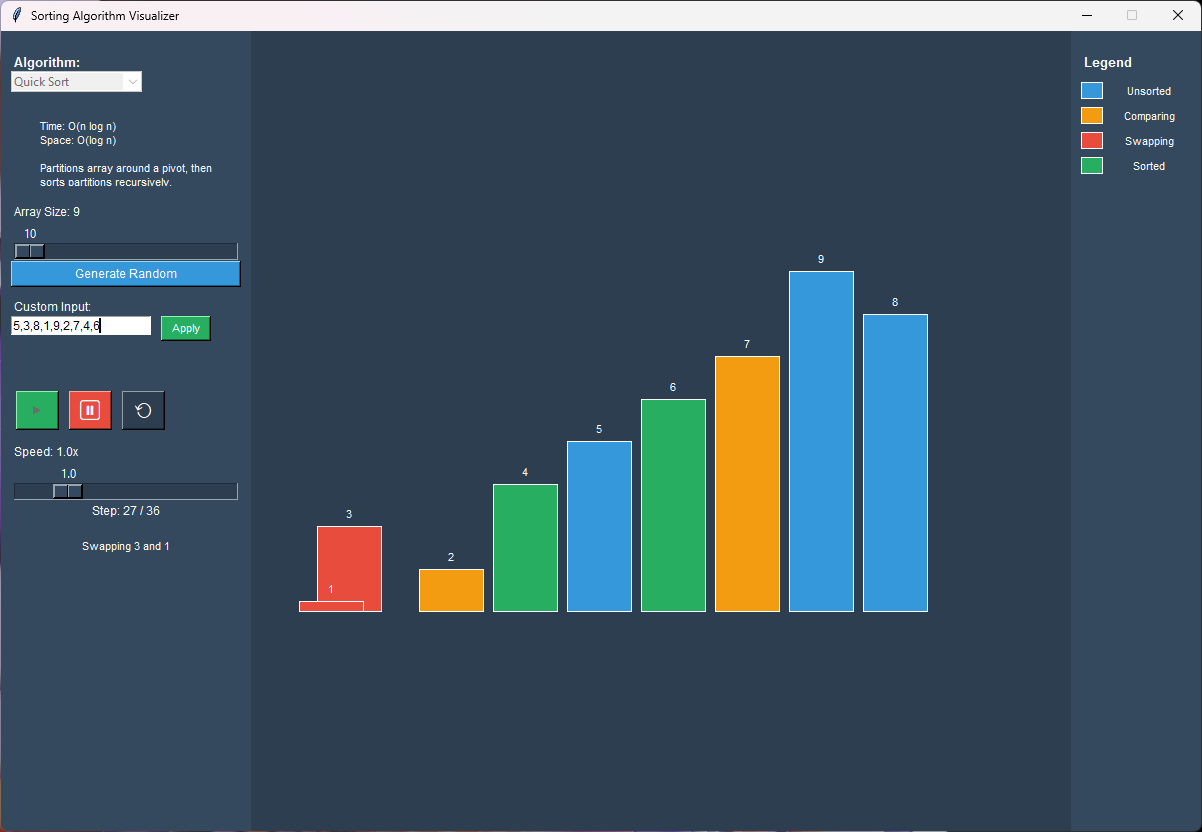 Sorting Algorithm Visualizer
Algorithm:
Quick Sort
Time: O(n log n)
Space: O(log n)
Partitions array around a pivot, then
sorts partitions recursively.
Array Size: 9
10
Generate Random
Custom Input:
5,3,8,1,9,2,7,4,6
Apply
Speed: 1.0x
1.0
Step: 27 / 36
Swapping 3 and 1
3
1
2
4
5
6
7
9
8
Legend
Unsorted
Comparing
Swapping
Sorted